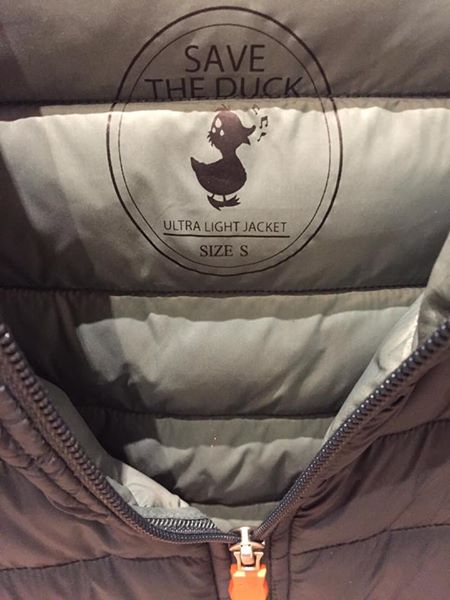 SAVE
THE DUCK
ULTRA LIGHT JACKET
SIZE S